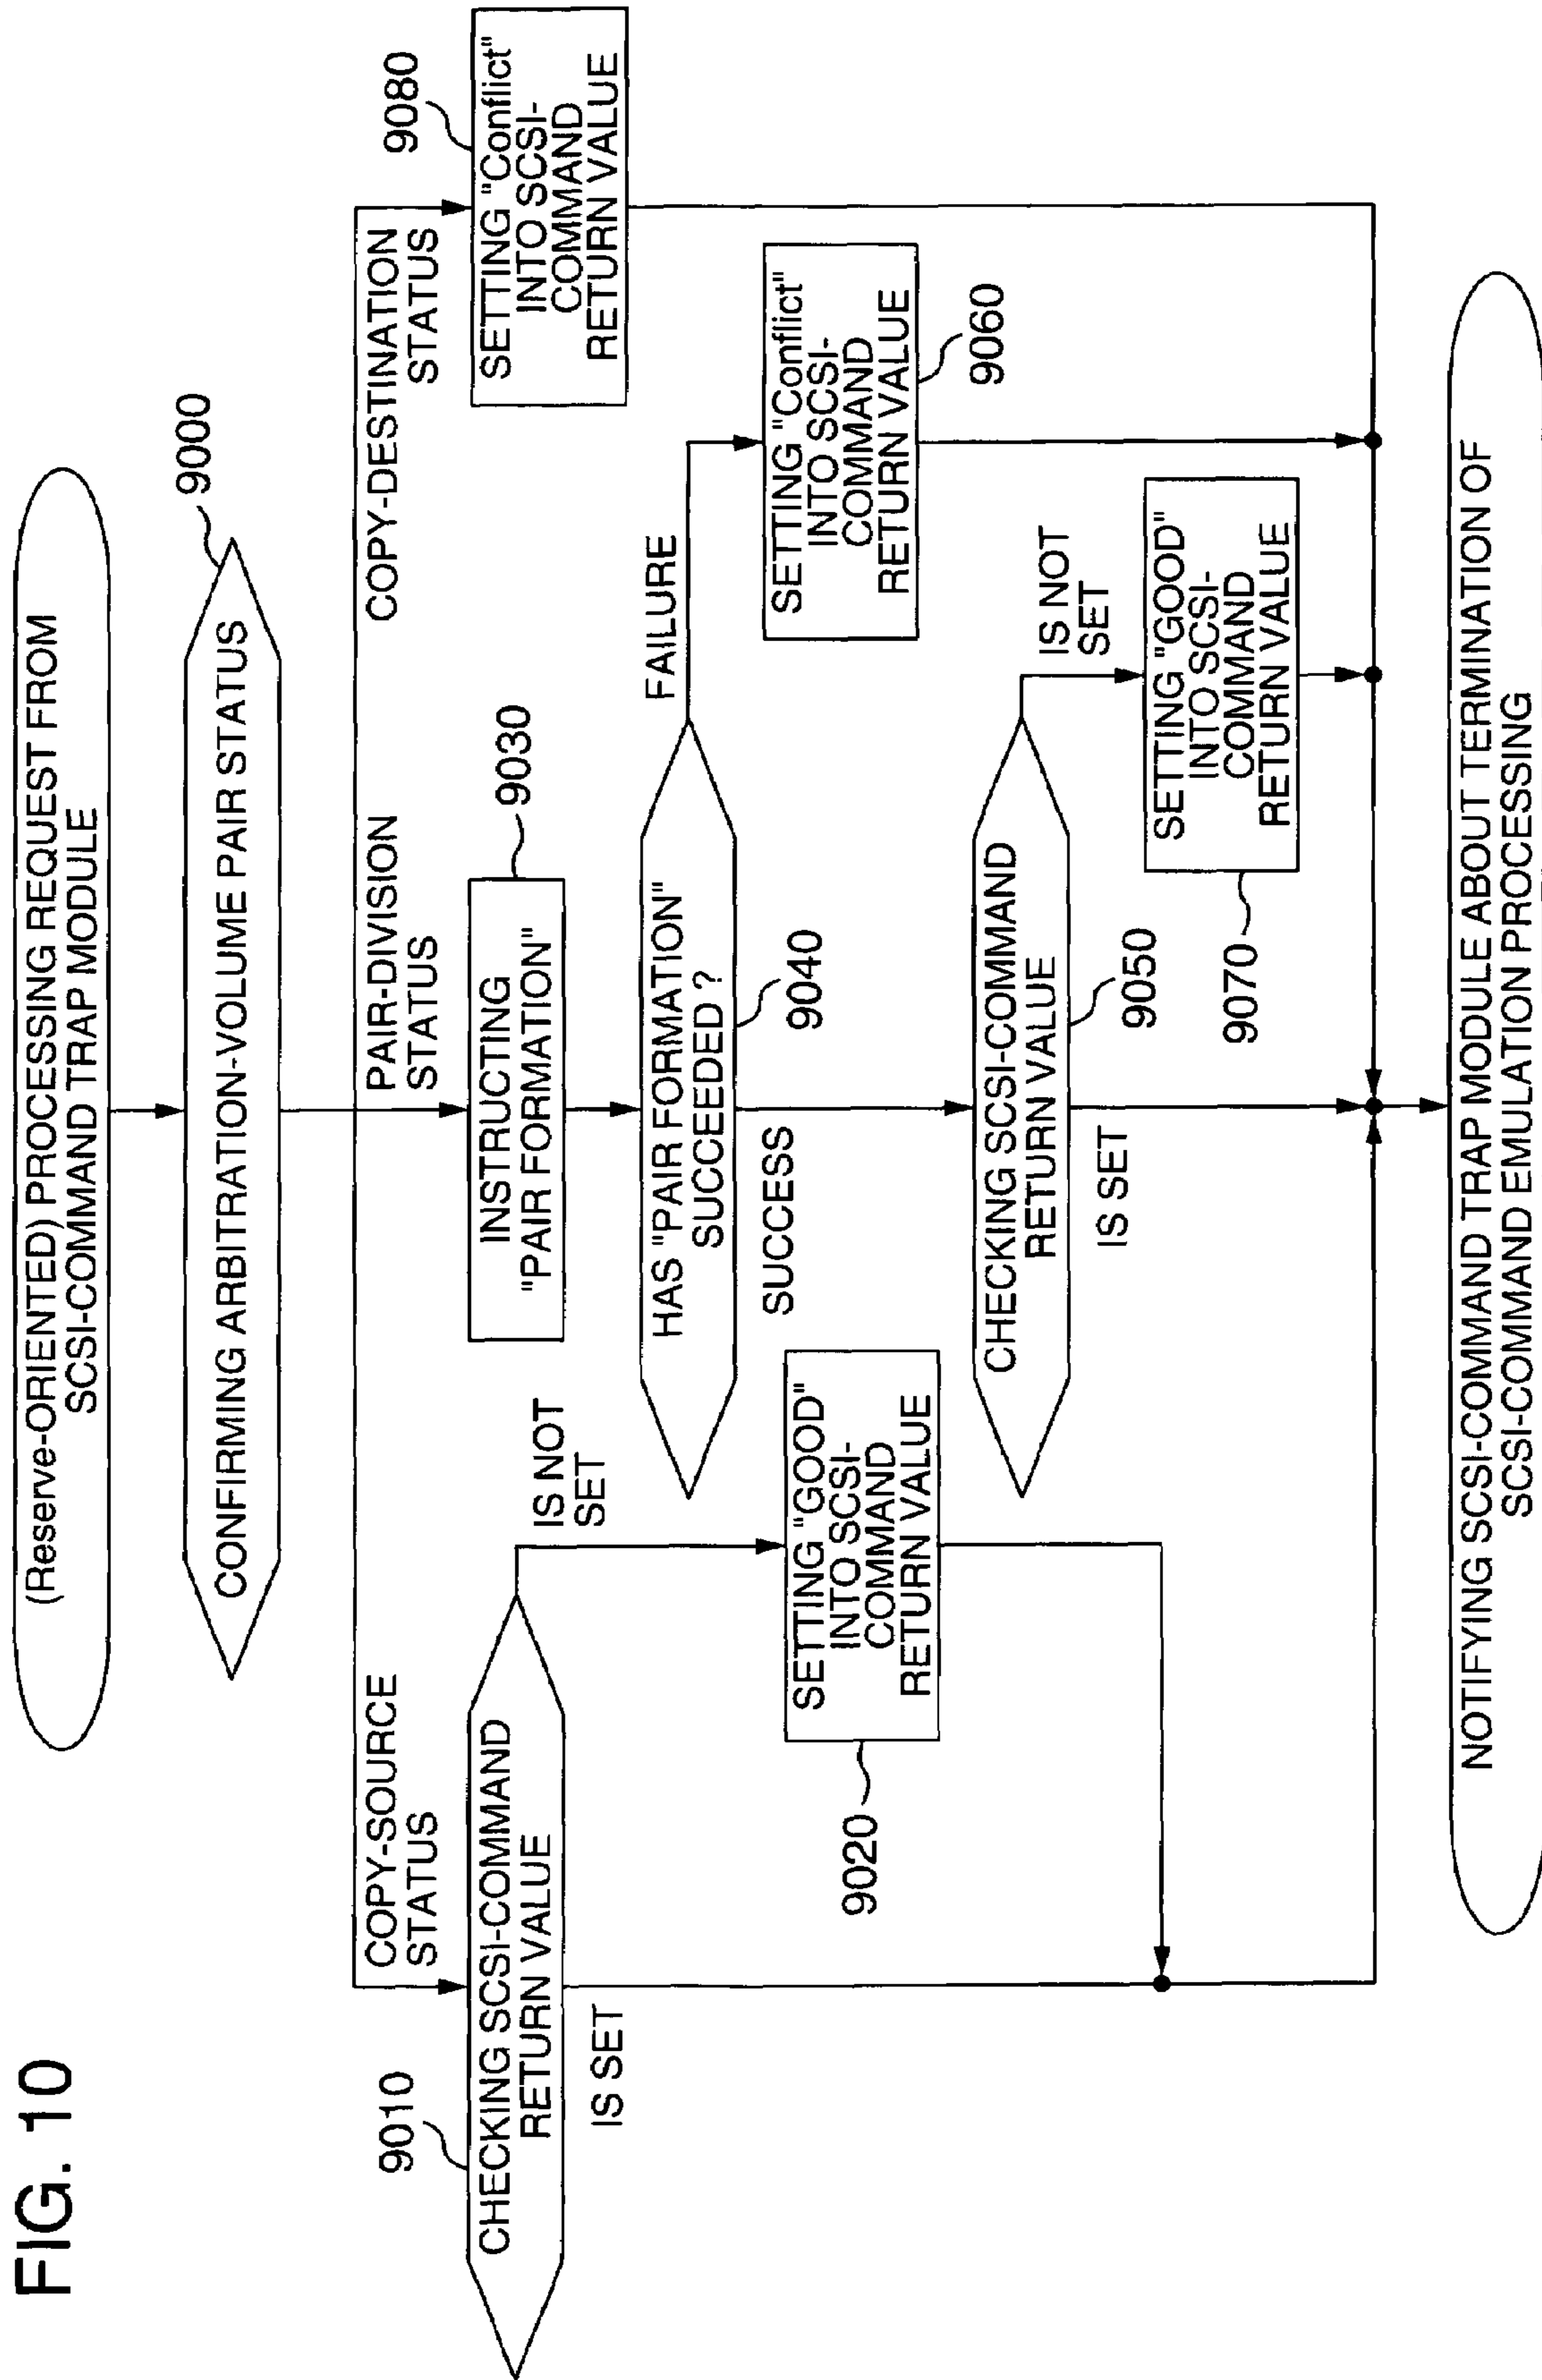 FIG. 10
(Reserve-ORIENTED) PROCESSING REQUEST FROM
SCSI-COMMAND TRAP MODULE
CONFIRMING ARBITRATION-VOLUME PAIR STATUS
9000
COPY-SOURCE
STATUS
PAIR-DIVISION
STATUS
COPY-DESTINATION
STATUS
9010
CHECKING SCSI-COMMAND
RETURN VALUE
IS SET
IS NOT
SET
9020
SETTING "GOOD"
INTO SCSI-
COMMAND
RETURN VALUE
INSTRUCTING
"PAIR FORMATION"
9030
HAS "PAIR FORMATION"
SUCCEEDED ?
9040
SUCCESS
FAILURE
SETTING "Conflict"
INTO SCSI-
COMMAND
RETURN VALUE
9060
CHECKING SCSI-COMMAND
RETURN VALUE
9050
IS SET
IS NOT
SET
SETTING "GOOD"
INTO SCSI-
COMMAND
RETURN VALUE
9070
SETTING "Conflict"
INTO SCSI-
COMMAND
RETURN VALUE
9080
NOTIFYING SCSI-COMMAND TRAP MODULE ABOUT TERMINATION OF
SCSI-COMMAND EMULATION PROCESSING